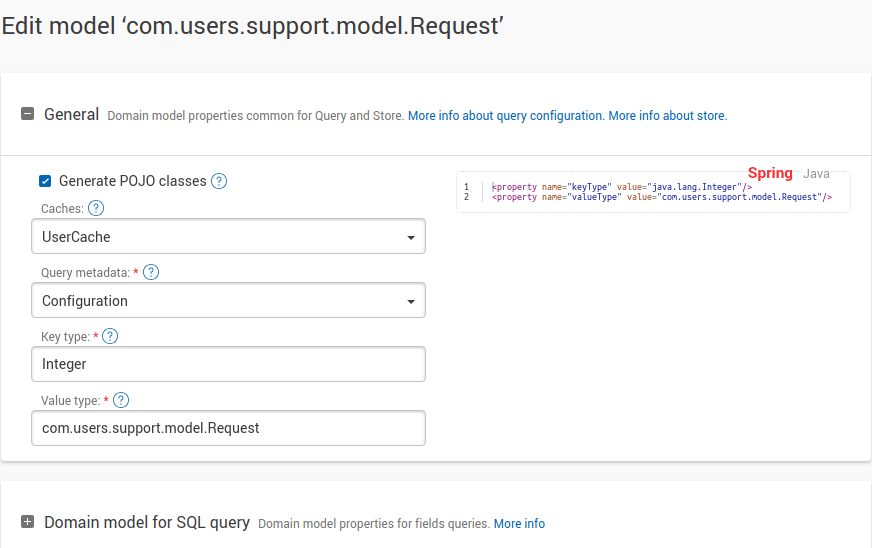 Edit model ‘com.users.support.model.Request’
General Domain model properties common for Query and Store. More info about query configuration. More info about store.
Generate POJO classes ?
Caches: ?
UserCache
Query metadata: * ?
Configuration
Key type: * ?
Integer
Value type: * ?
com.users.support.model.Request
Spring Java
1 <property name="keyType" value="java.lang.Integer"/>
2 <property name="valueType" value="com.users.support.model.Request"/>
Domain model for SQL query Domain model properties for fields queries. More info